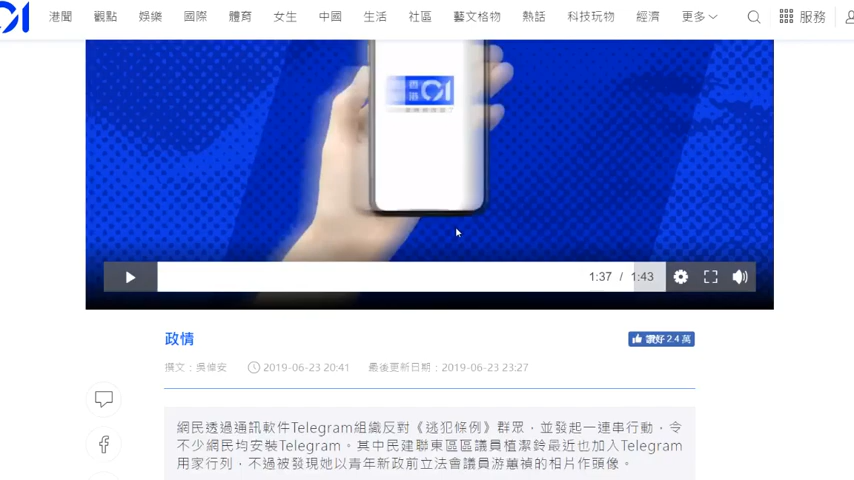 01
港聞 觀點 娛樂 國際 體育 女生 中國 生活 社區 藝文格物 熱話 科技玩物 經濟 更多 服務
香港01
1:37 / 1:43
政情
讚好 2.4 萬
撰文：吳倬安 2019-06-23 20:41 最後更新日期：2019-06-23 23:27
網民透過通訊軟件Telegram組織反對《逃犯條例》群眾，並發起一連串行動，令
不少網民均安裝Telegram。其中民建聯東區區議員植潔鈴最近也加入Telegram
用家行列，不過被發現她以青年新政前立法會議員游蕙禎的相片作頭像。